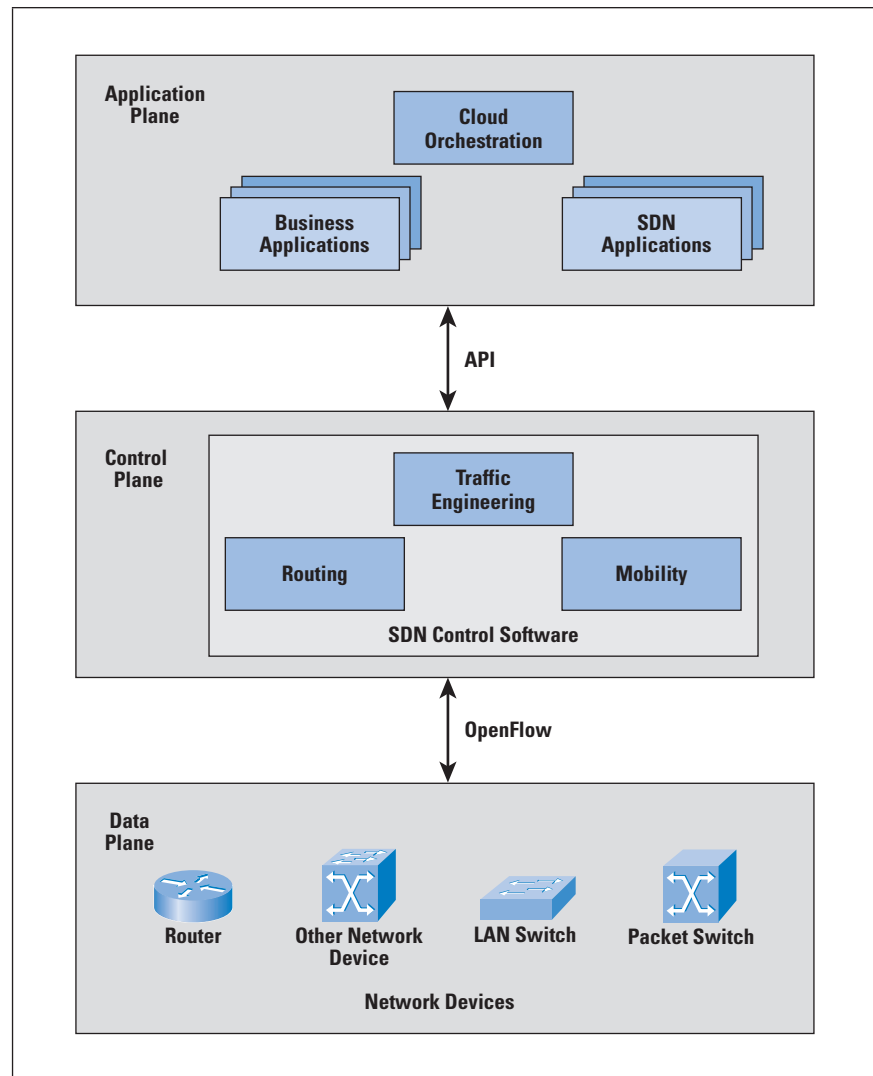 Application
Plane
Cloud
Orchestration
Business
Applications
SDN
Applications
API
Control
Plane
Traffic
Engineering
Routing
Mobility
SDN Control Software
OpenFlow
Data
Plane
Router
Other Network
Device
LAN Switch
Packet Switch
Network Devices